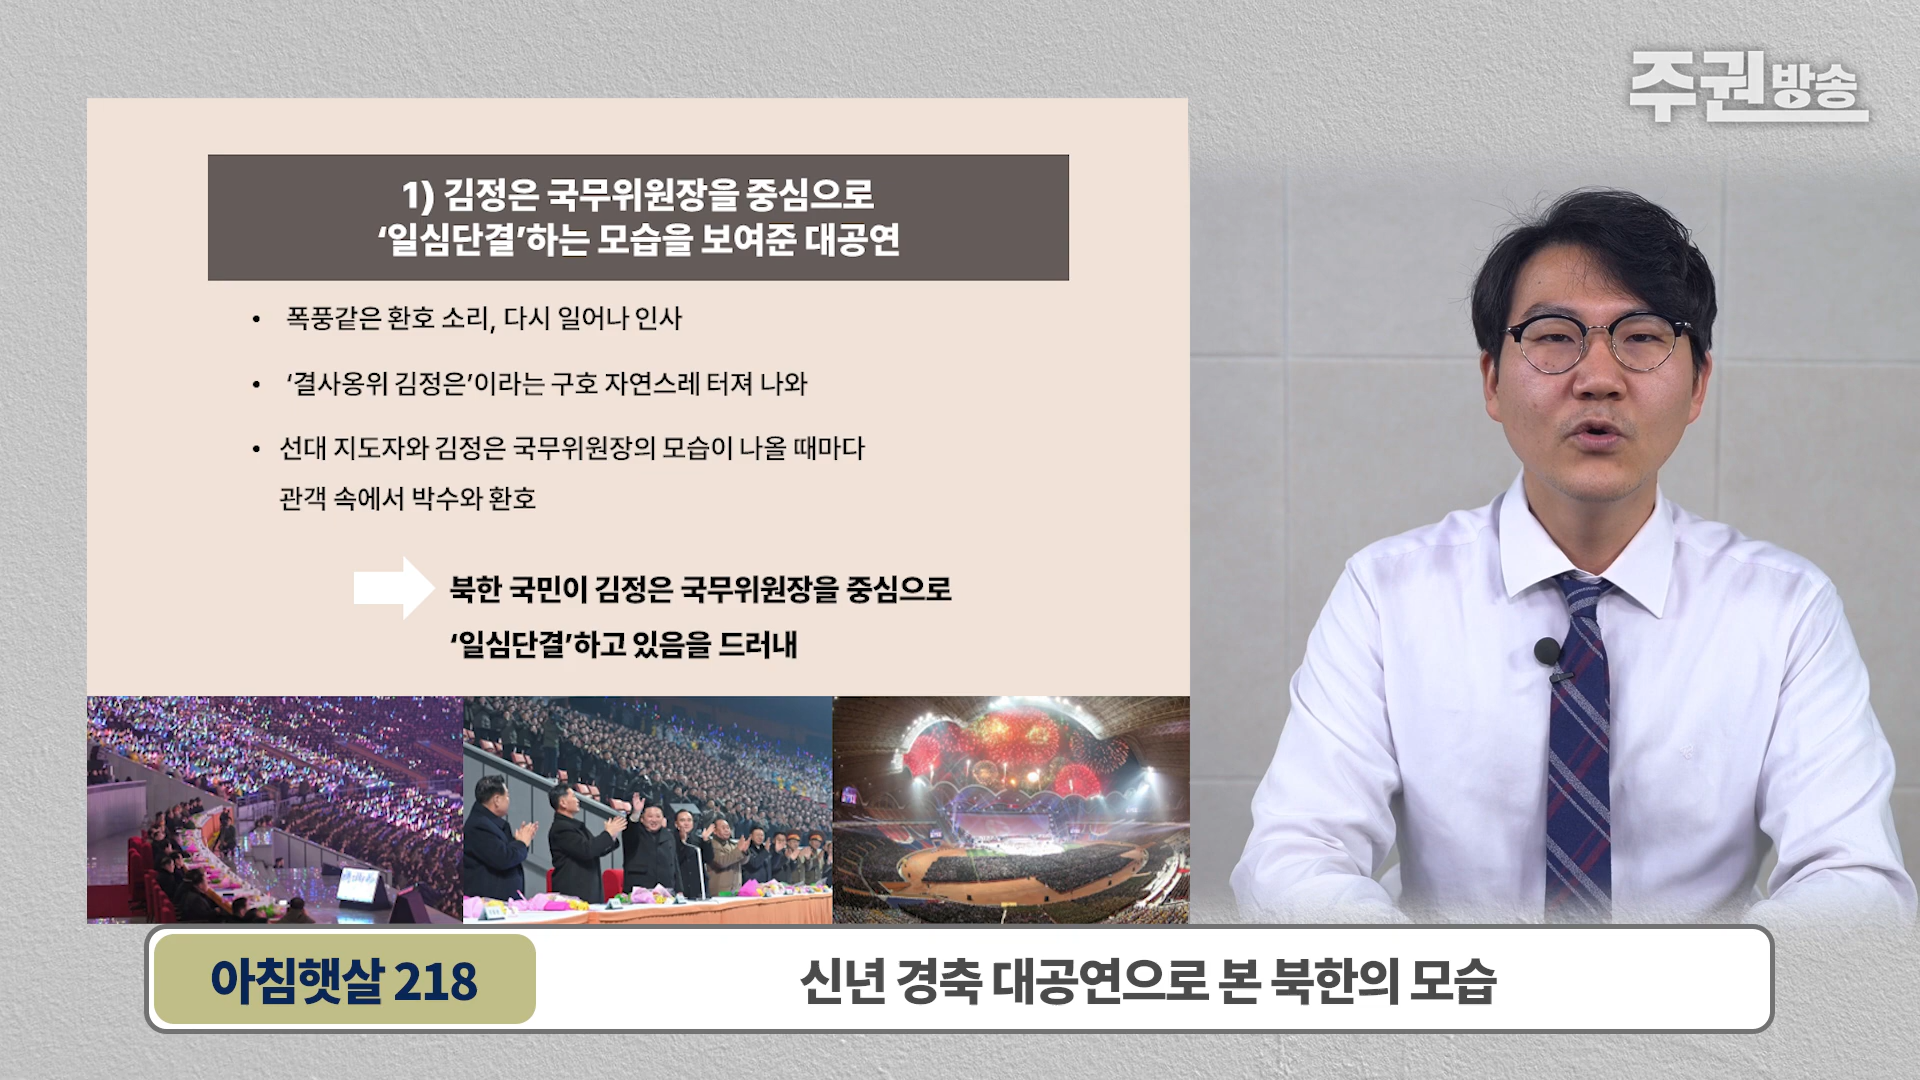 주권방송
1) 김정은 국무위원장을 중심으로
‘일심단결’하는 모습을 보여준 대공연
• 폭풍같은 환호 소리, 다시 일어나 인사
• ‘결사옹위 김정은’이라는 구호 자연스레 터져 나와
• 선대 지도자와 김정은 국무위원장의 모습이 나올 때마다
관객 속에서 박수와 환호
북한 국민이 김정은 국무위원장을 중심으로
‘일심단결’하고 있음을 드러내
아침햇살 218
신년 경축 대공연으로 본 북한의 모습